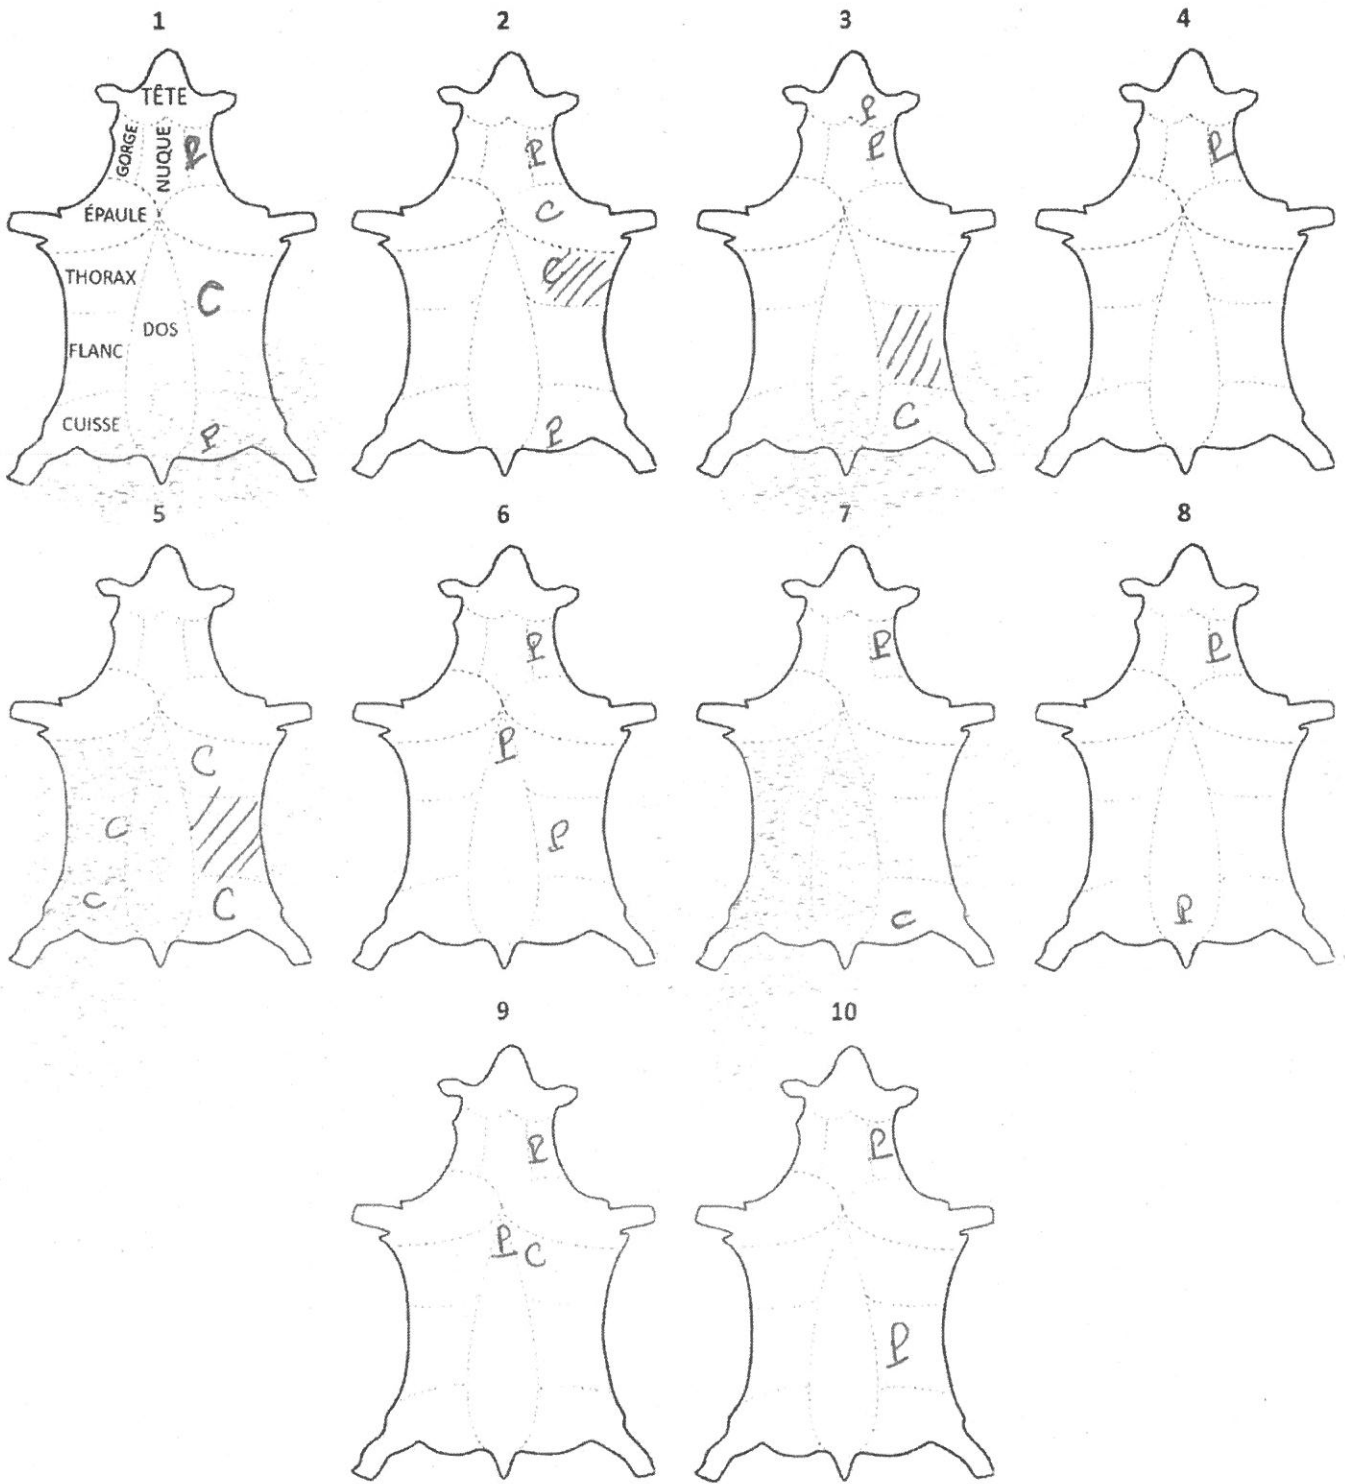 1 2 3 4
TÊTE P
GORGE NUQUE P P P P
ÉPAULE C
THORAX C C
DOS
FLANC
CUISSE P P C
5 6 7 8
P P P
C P
C P
C C C P
9 10
P P
P C
P